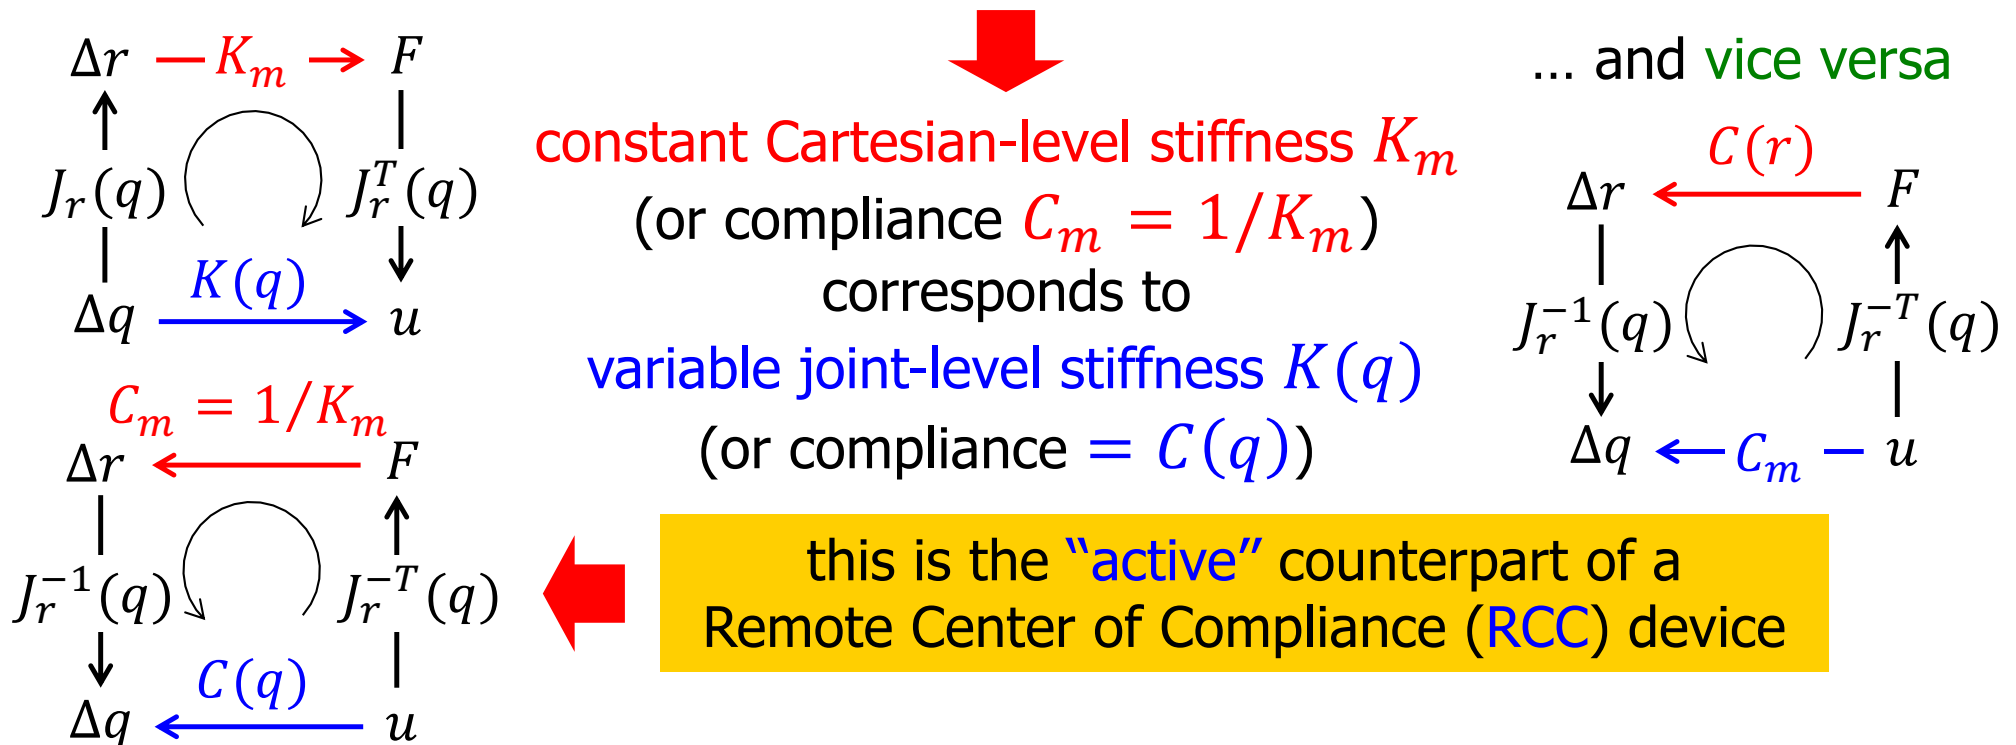 Δr — K_m → F
J_r(q) J_r^T(q)
K(q)
Δq → u
C_m = 1/K_m
Δr ← F
J_r^{-1}(q) J_r^{-T}(q)
C(q)
Δq ← u
constant Cartesian-level stiffness K_m
(or compliance C_m = 1/K_m)
corresponds to
variable joint-level stiffness K(q)
(or compliance = C(q))
this is the “active” counterpart of a
Remote Center of Compliance (RCC) device
... and vice versa
C(r)
Δr ← F
J_r^{-1}(q) J_r^{-T}(q)
Δq ← C_m — u